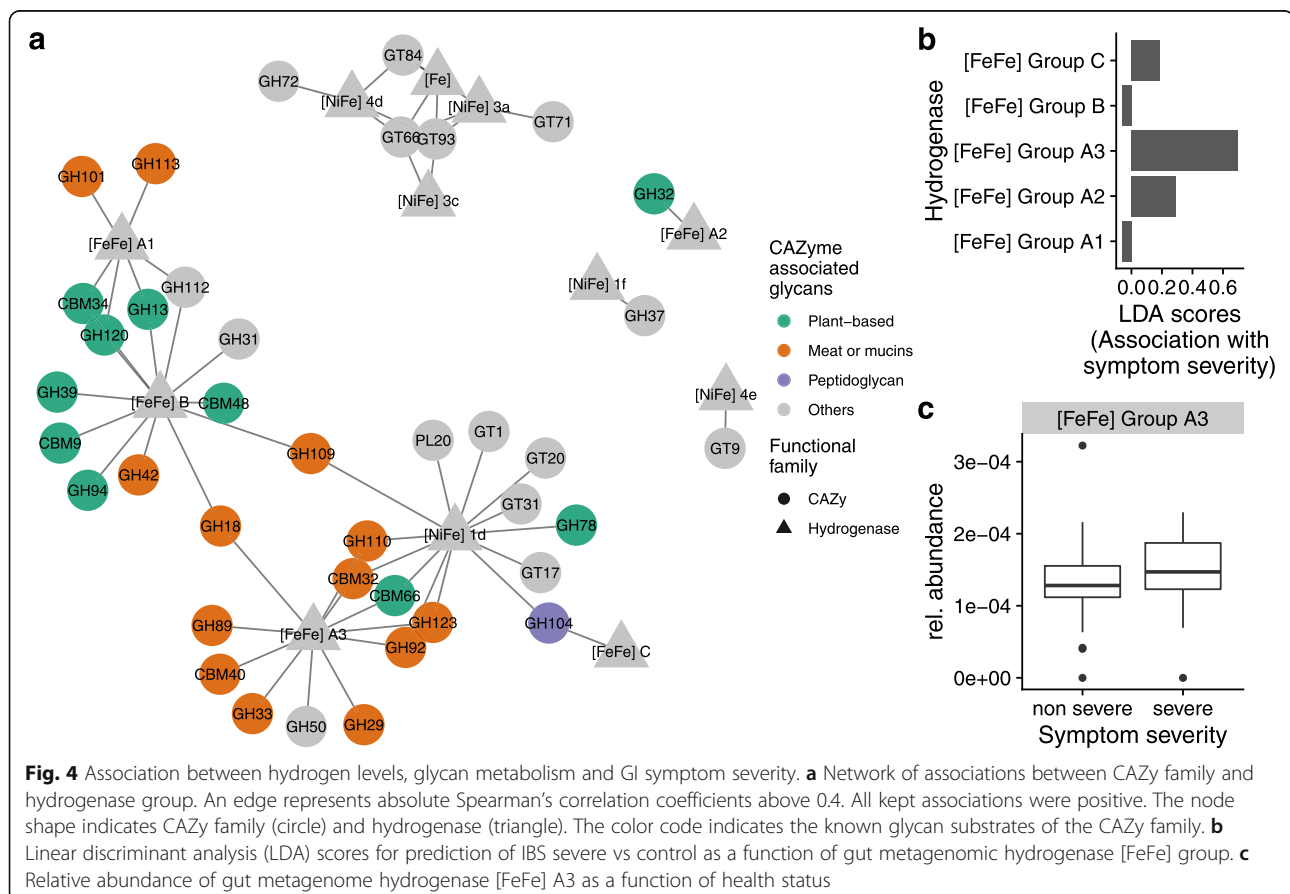 a
GT84
[Fe]
GH72
[NiFe] 4d
[NiFe] 3a
GT71
GT66
GT93
[NiFe] 3c
GH101
GH113
[FeFe] A1
GH112
CBM34
GH13
GH120
GH31
GH39
[FeFe] B
CBM48
CBM9
GH94
GH42
GH109
GH18
GH32
[FeFe] A2
[NiFe] 1f
GH37
[NiFe] 4e
GT9
PL20
GT1
GT20
GT31
[NiFe] 1d
GH78
GH110
CBM32
GT17
CBM66
GH89
[FeFe] A3
GH123
GH92
GH104
[FeFe] C
CBM40
GH33
GH50
GH29
CAZyme
associated
glycans
Plant−based
Meat or mucins
Peptidoglycan
Others
Functional
family
CAZy
Hydrogenase
b
Hydrogenase
[FeFe] Group C
[FeFe] Group B
[FeFe] Group A3
[FeFe] Group A2
[FeFe] Group A1
0.0 0.2 0.4 0.6
LDA scores
(Association with
symptom severity)
c
[FeFe] Group A3
rel. abundance
3e−04
2e−04
1e−04
0e+00
non severe severe
Symptom severity
Fig. 4 Association between hydrogen levels, glycan metabolism and GI symptom severity. a Network of associations between CAZy family and
hydrogenase group. An edge represents absolute Spearman's correlation coefficients above 0.4. All kept associations were positive. The node
shape indicates CAZy family (circle) and hydrogenase (triangle). The color code indicates the known glycan substrates of the CAZy family. b
Linear discriminant analysis (LDA) scores for prediction of IBS severe vs control as a function of gut metagenomic hydrogenase [FeFe] group. c
Relative abundance of gut metagenome hydrogenase [FeFe] A3 as a function of health status